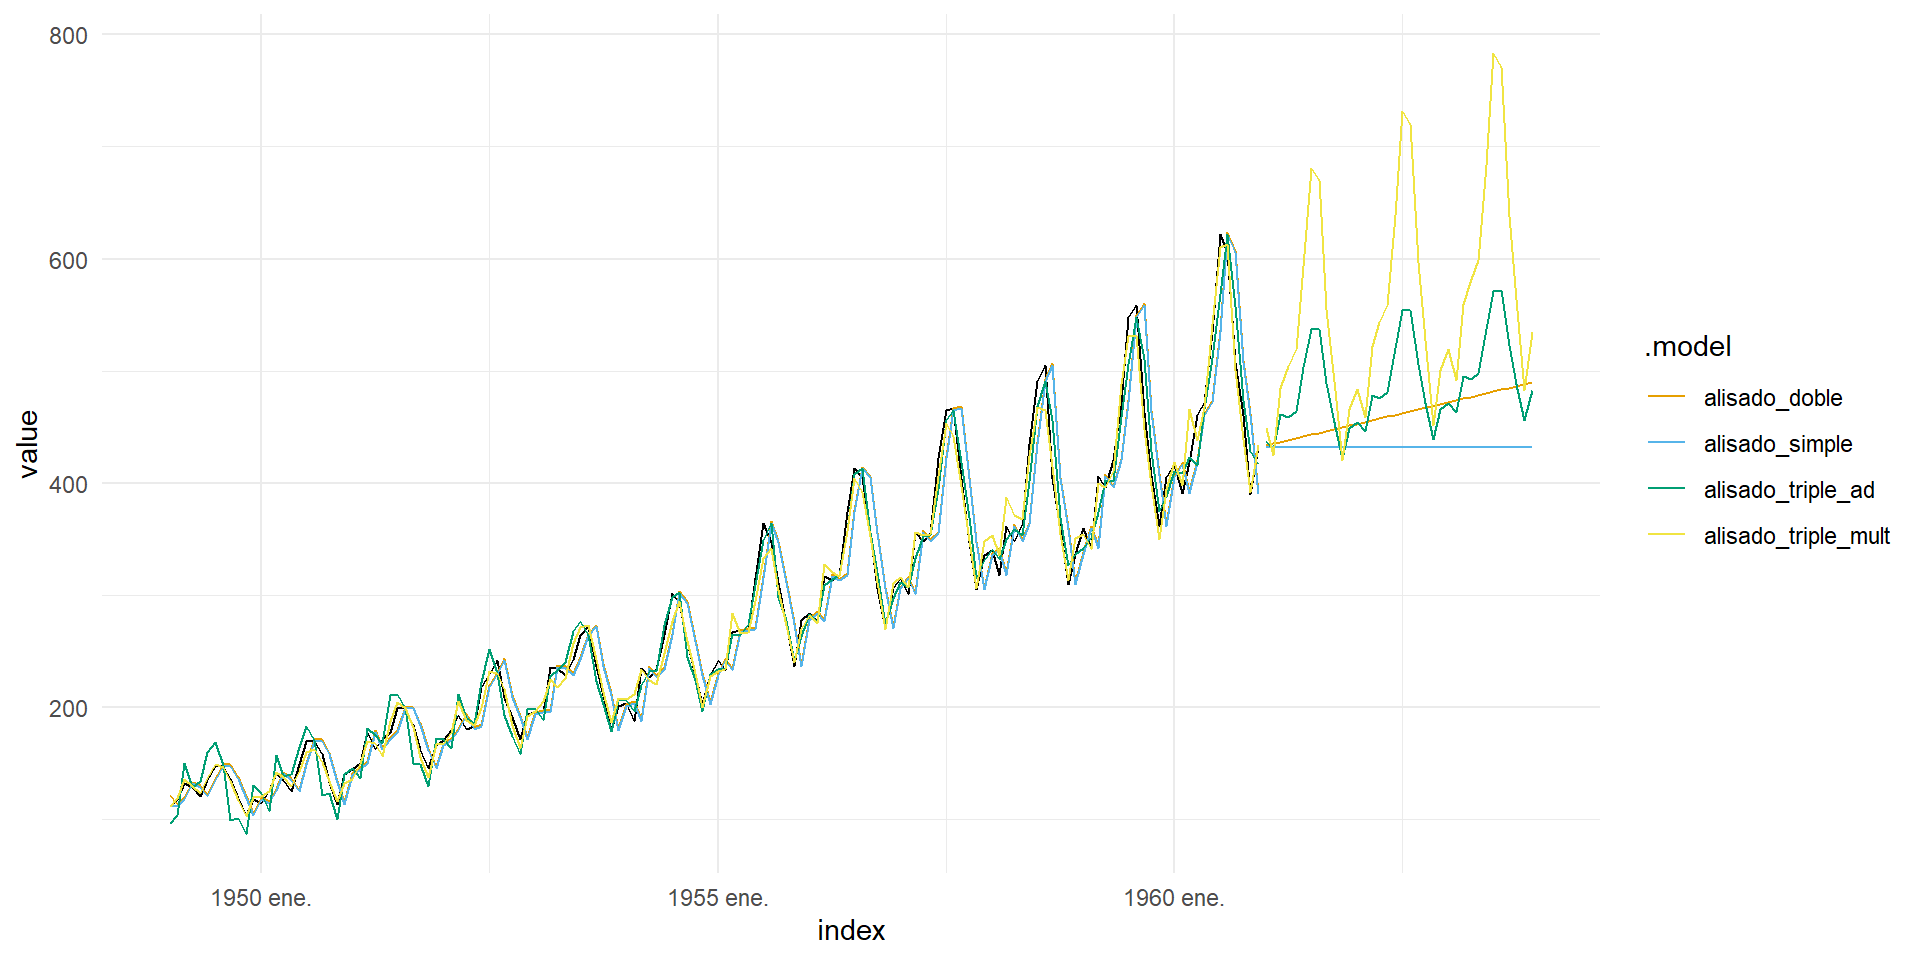 800
600
400
200
value
1950 ene.
1955 ene.
1960 ene.
index
.model
alisado_doble
alisado_simple
alisado_triple_ad
alisado_triple_mult